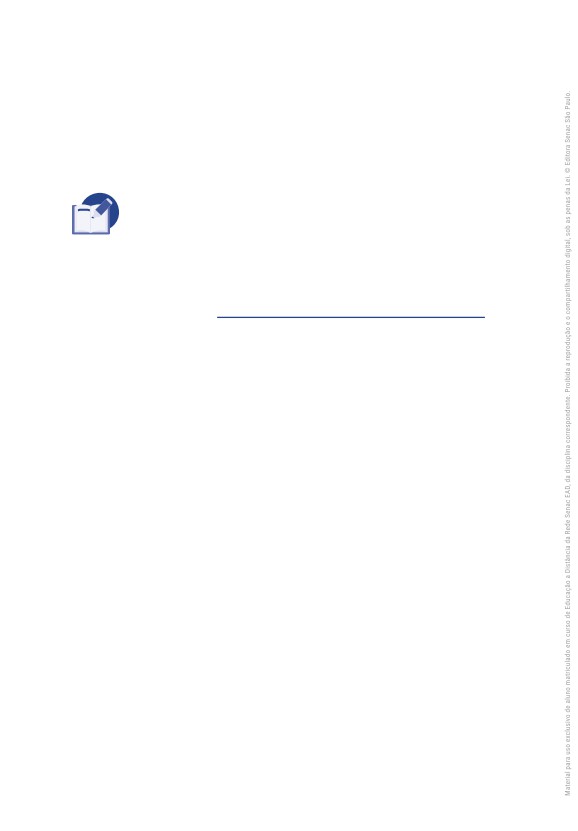 Material para uso exclusivo de aluno matriculado em curso de Educação a Distância da Rede Senac EAD, da disciplina correspondente. Proibida a reprodução e o compartilhamento digital, sob as penas da Lei. © Editora Senac São Paulo.